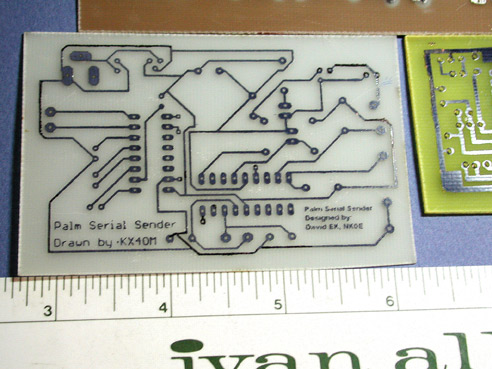 Palm Serial Sender
Drawn by -KX4OM
Palm Serial Sender
Designed by
David Ek, NK0E
3 4 5 6
ivan all